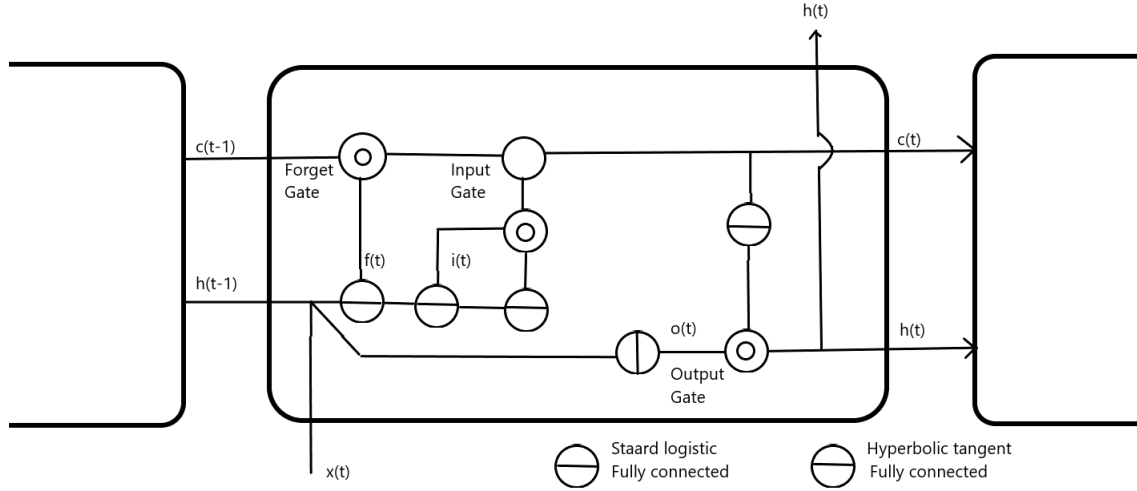 h(t)
c(t-1)
c(t)
Forget
Gate
Input
Gate
f(t)
i(t)
h(t-1)
o(t)
h(t)
Output
Gate
x(t)
Staard logistic
Fully connected
Hyperbolic tangent
Fully connected